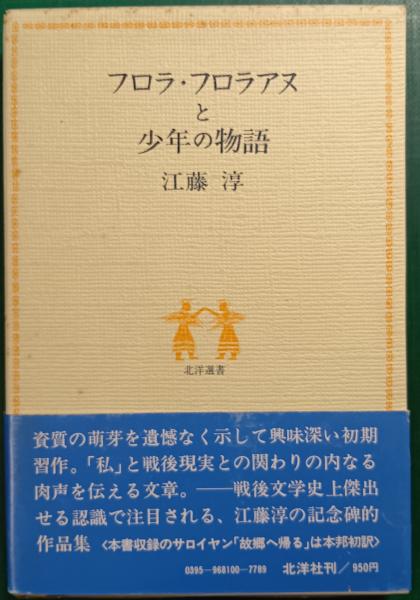 フロラ・フロラアヌ
と
少年の物語
江藤 淳
北洋選書
資質の萌芽を遺憾なく示して興味深い初期
習作。「私」と戦後現実との関わりの内なる
肉声を伝える文章。――戦後文学史上傑出
せる認識で注目される、江藤淳の記念碑的
作品集〈本書収録のサロイヤン「故郷へ帰る」は本邦初訳〉
0395-968100-7789 北洋社刊/950円